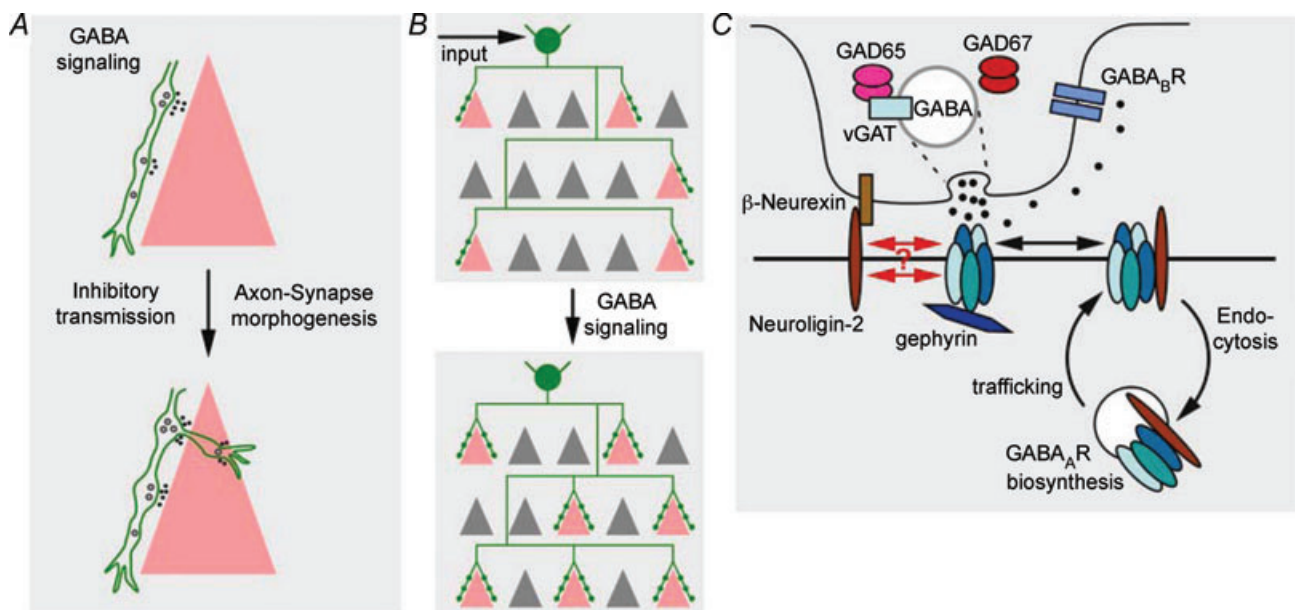 A
GABA
signaling
Inhibitory
transmission
Axon-Synapse
morphogenesis
B
input
GABA
signaling
C
GAD65
GAD67
GABA
vGAT
GABABR
β-Neurexin
?
Neuroligin-2
gephyrin
Endo-
cytosis
trafficking
GABAAR
biosynthesis